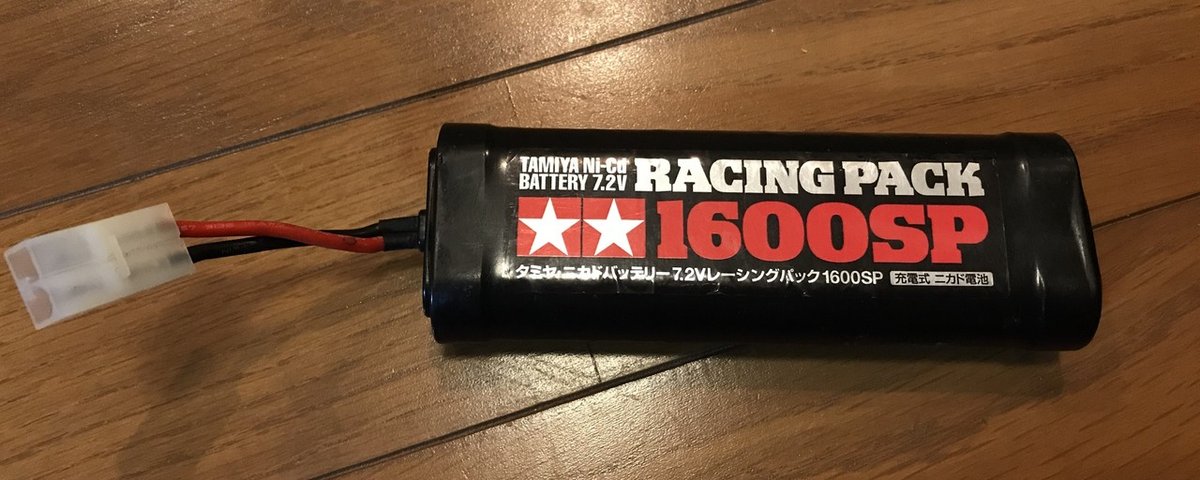 TAMIYA Ni-Cd
BATTERY 7.2V
RACING PACK
1600SP
タミヤ・ニカドバッテリー 7.2Vレーシングパック 1600SP 充電式 ニカド電池